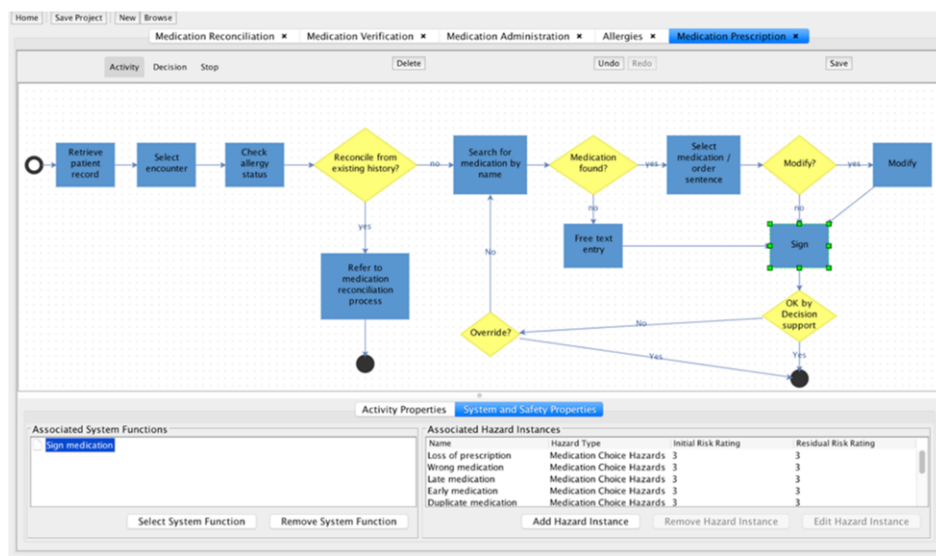 Home Save Project New Browse
Medication Reconciliation × Medication Verification × Medication Administration × Allergies × Medication Prescription ×
Activity Decision Stop Delete Undo Redo Save
Retrieve
patient
record
Select
encounter
Check
allergy
status
Reconcile from
existing history?
no
Search for
medication by
name
Medication
found?
yes
Select
medication /
order
sentence
Modify?
yes
Modify
yes
no
no
Refer to
medication
reconciliation
process
No
Free text
entry
Sign
Override?
No
OK by
Decision
support
Yes
Yes
Activity Properties System and Safety Properties
Associated System Functions
Sign medication
Select System Function Remove System Function
Associated Hazard Instances
Name Hazard Type Initial Risk Rating Residual Risk Rating
Loss of prescription Medication Choice Hazards 3 3
Wrong medication Medication Choice Hazards 3 3
Late medication Medication Choice Hazards 3 3
Early medication Medication Choice Hazards 3 3
Duplicate medication Medication Choice Hazards 3 3
Add Hazard Instance Remove Hazard Instance Edit Hazard Instance